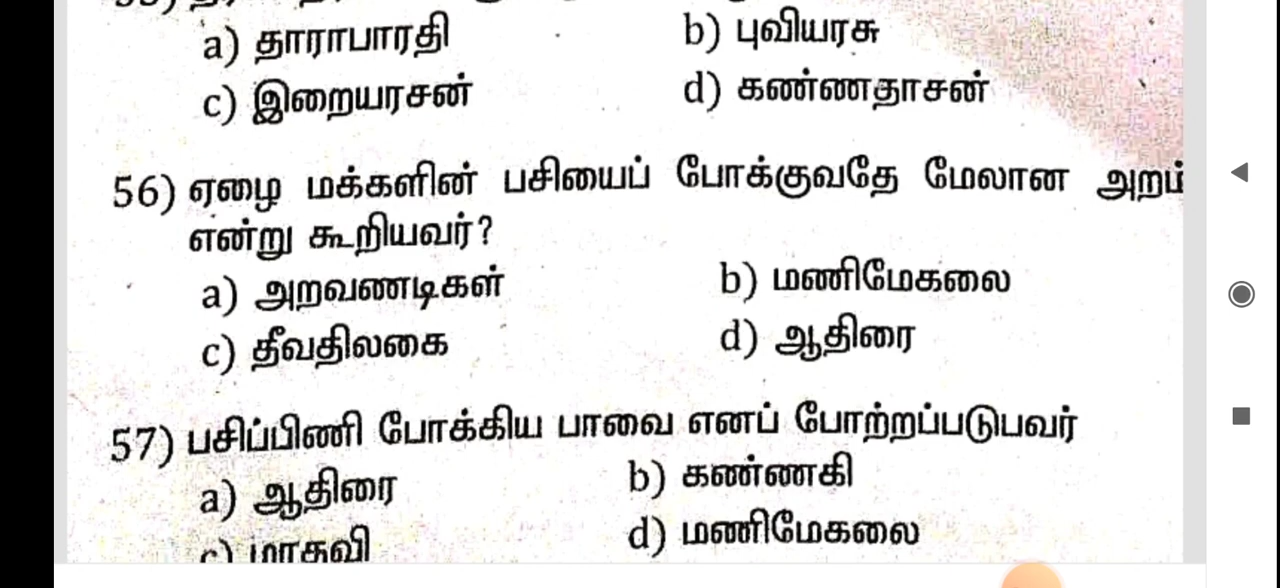 a) தாராபாரதி b) புவியரசு
c) இறையரசன் d) கண்ணதாசன்
56) ஏழை மக்களின் பசியைப் போக்குவதே மேலான அறம்
என்று கூறியவர்?
a) அறவணடிகள் b) மணிமேகலை
c) தீவதிலகை d) ஆதிரை
57) பசிப்பிணி போக்கிய பாவை எனப் போற்றப்படுபவர்
a) ஆதிரை b) கண்ணகி
c) மாதவி d) மணிமேகலை